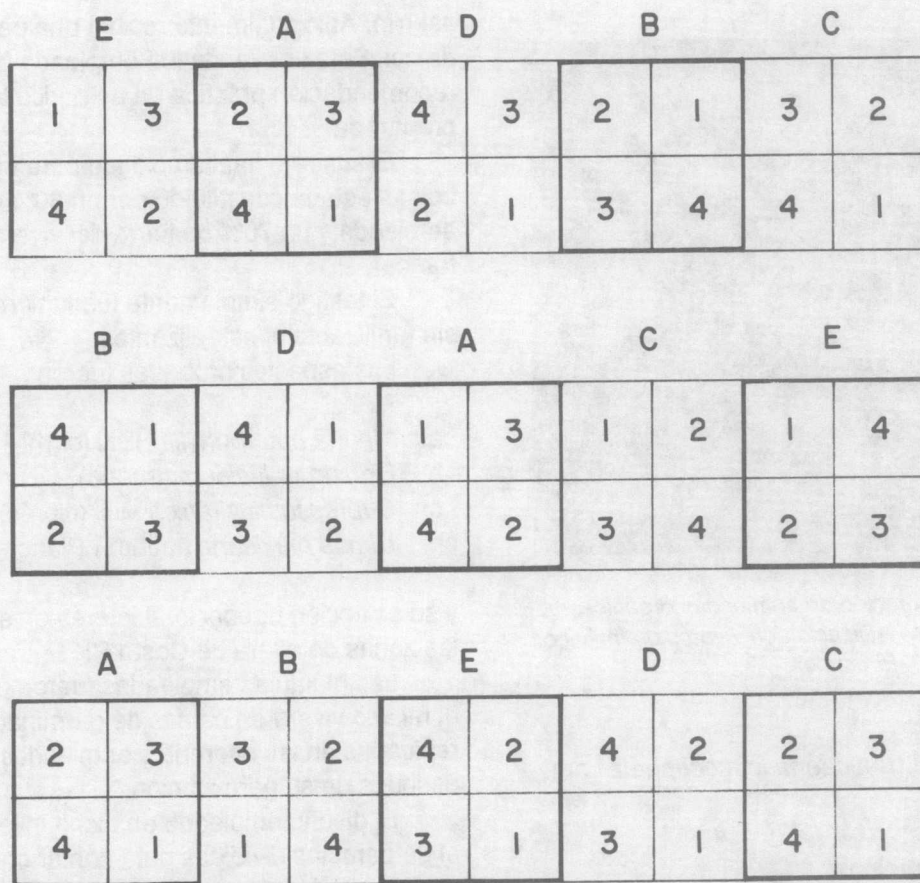 E A D B C
1 3 2 3 4 3 2 1 3 2
4 2 4 1 2 1 3 4 4 1
B D A C E
4 1 4 1 1 3 1 2 1 4
2 3 3 2 4 2 3 4 2 3
A B E D C
2 3 3 2 4 2 4 2 2 3
4 1 1 4 3 1 3 1 4 1